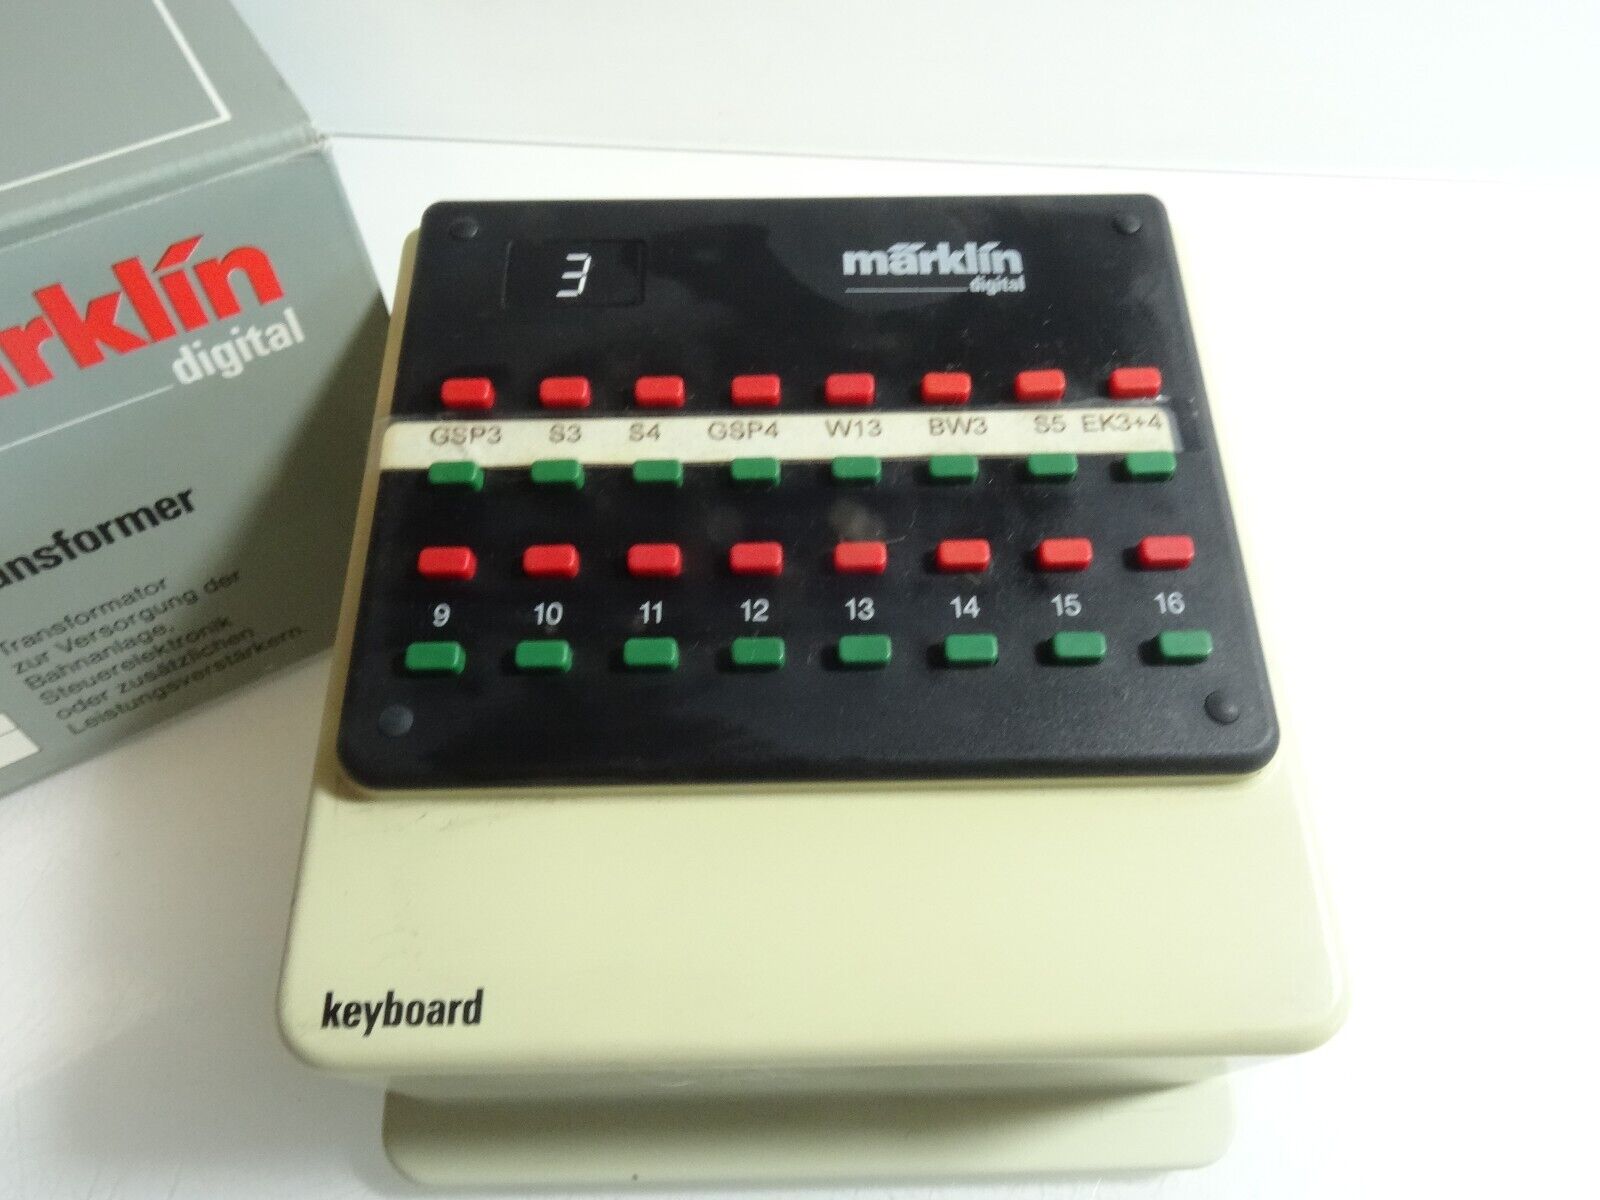 märklin
digital
ansformer
Transformator
zur Versorgung der
Bahnanlage,
Steuerelektronik
oder zusätzlichen
Leistungsverstärkern.
3
märklin
digital
GSP3 S3 S4 GSP4 W13 BW3 S5 EK3+4
9 10 11 12 13 14 15 16
keyboard